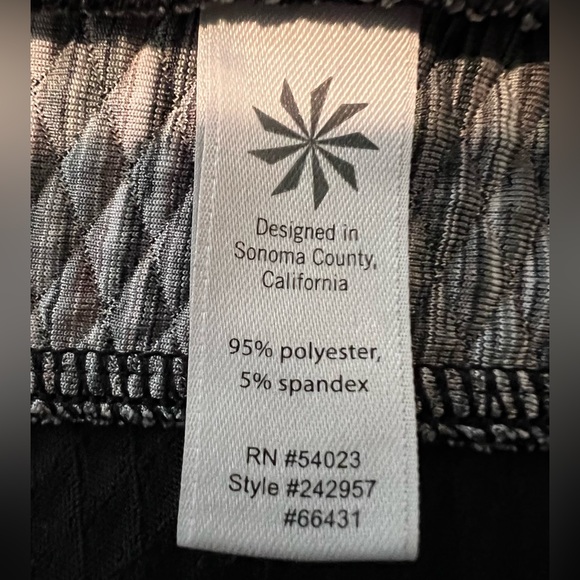 Designed in
Sonoma County,
California
95% polyester,
5% spandex
RN #54023
Style #242957
#66431